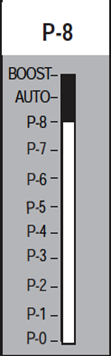 P-8
BOOST–
AUTO–
P-8 –
P-7 –
P-6 –
P-5 –
P-4 –
P-3 –
P-2 –
P-1 –
P-0 –